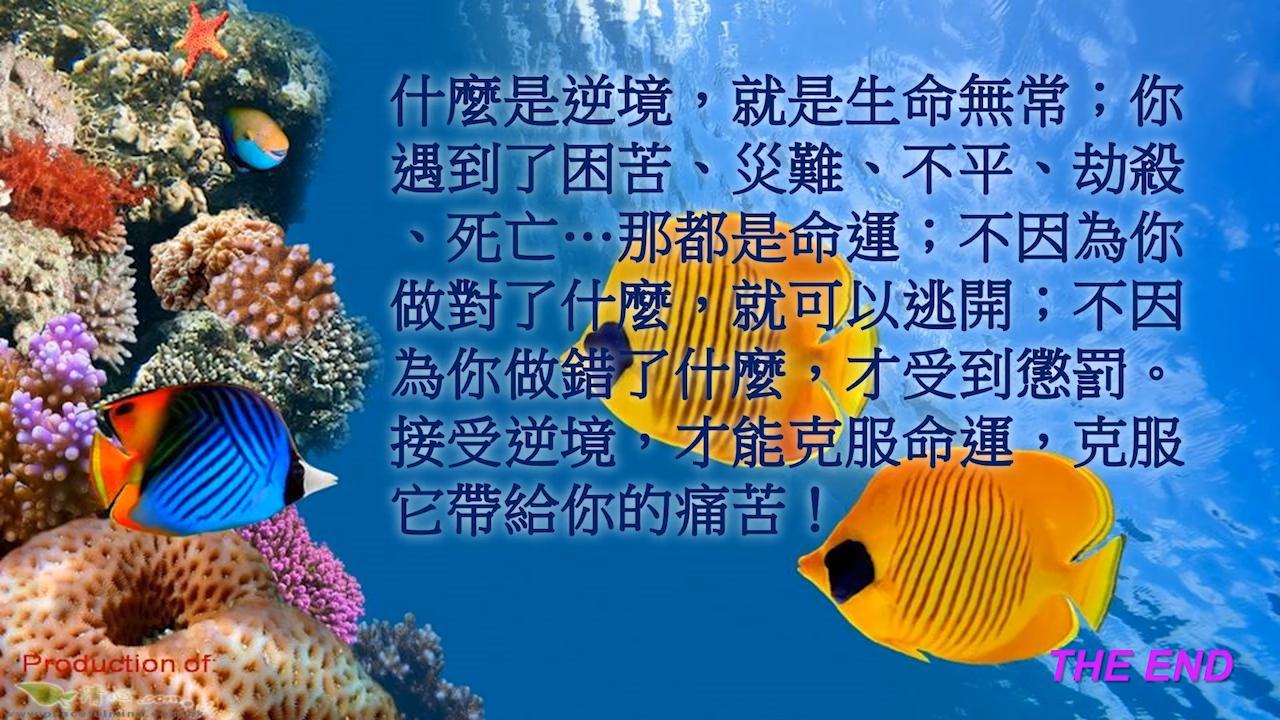 什麼是逆境，就是生命無常；你
遇到了困苦、災難、不平、劫殺
、死亡…那都是命運；不因為你
做對了什麼，就可以逃開；不因
為你做錯了什麼，才受到懲罰。
接受逆境，才能克服命運，克服
它帶給你的痛苦！
THE END
Production of